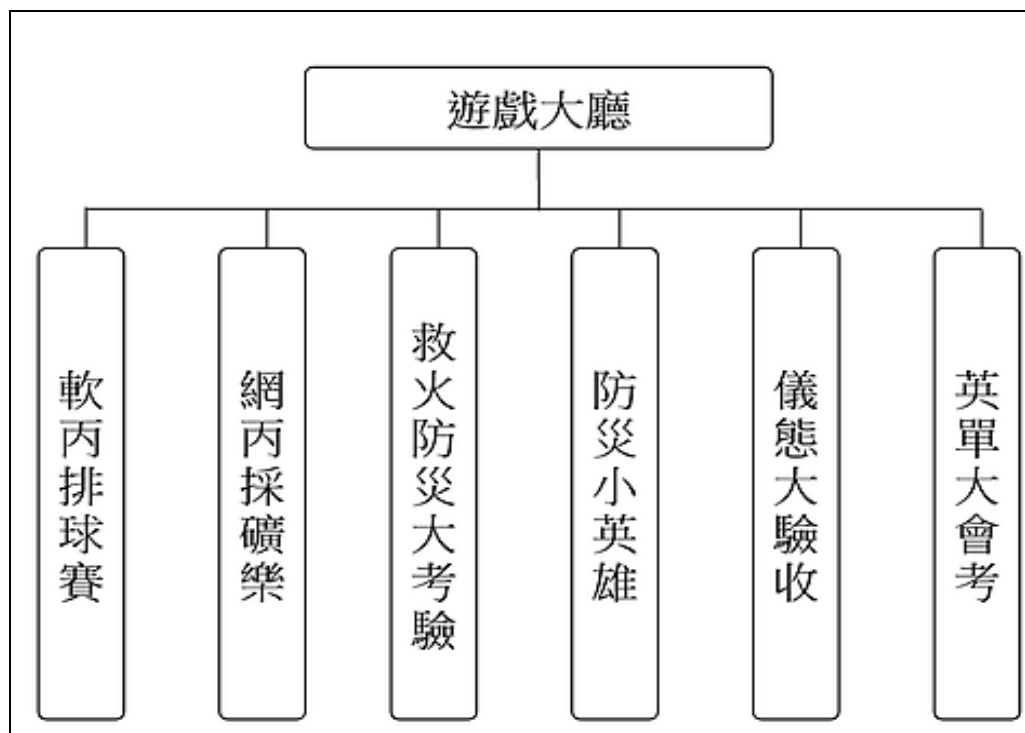 遊戲大廳
軟丙排球賽
網丙採礦樂
救火防災大考驗
防災小英雄
儀態大驗收
英單大會考